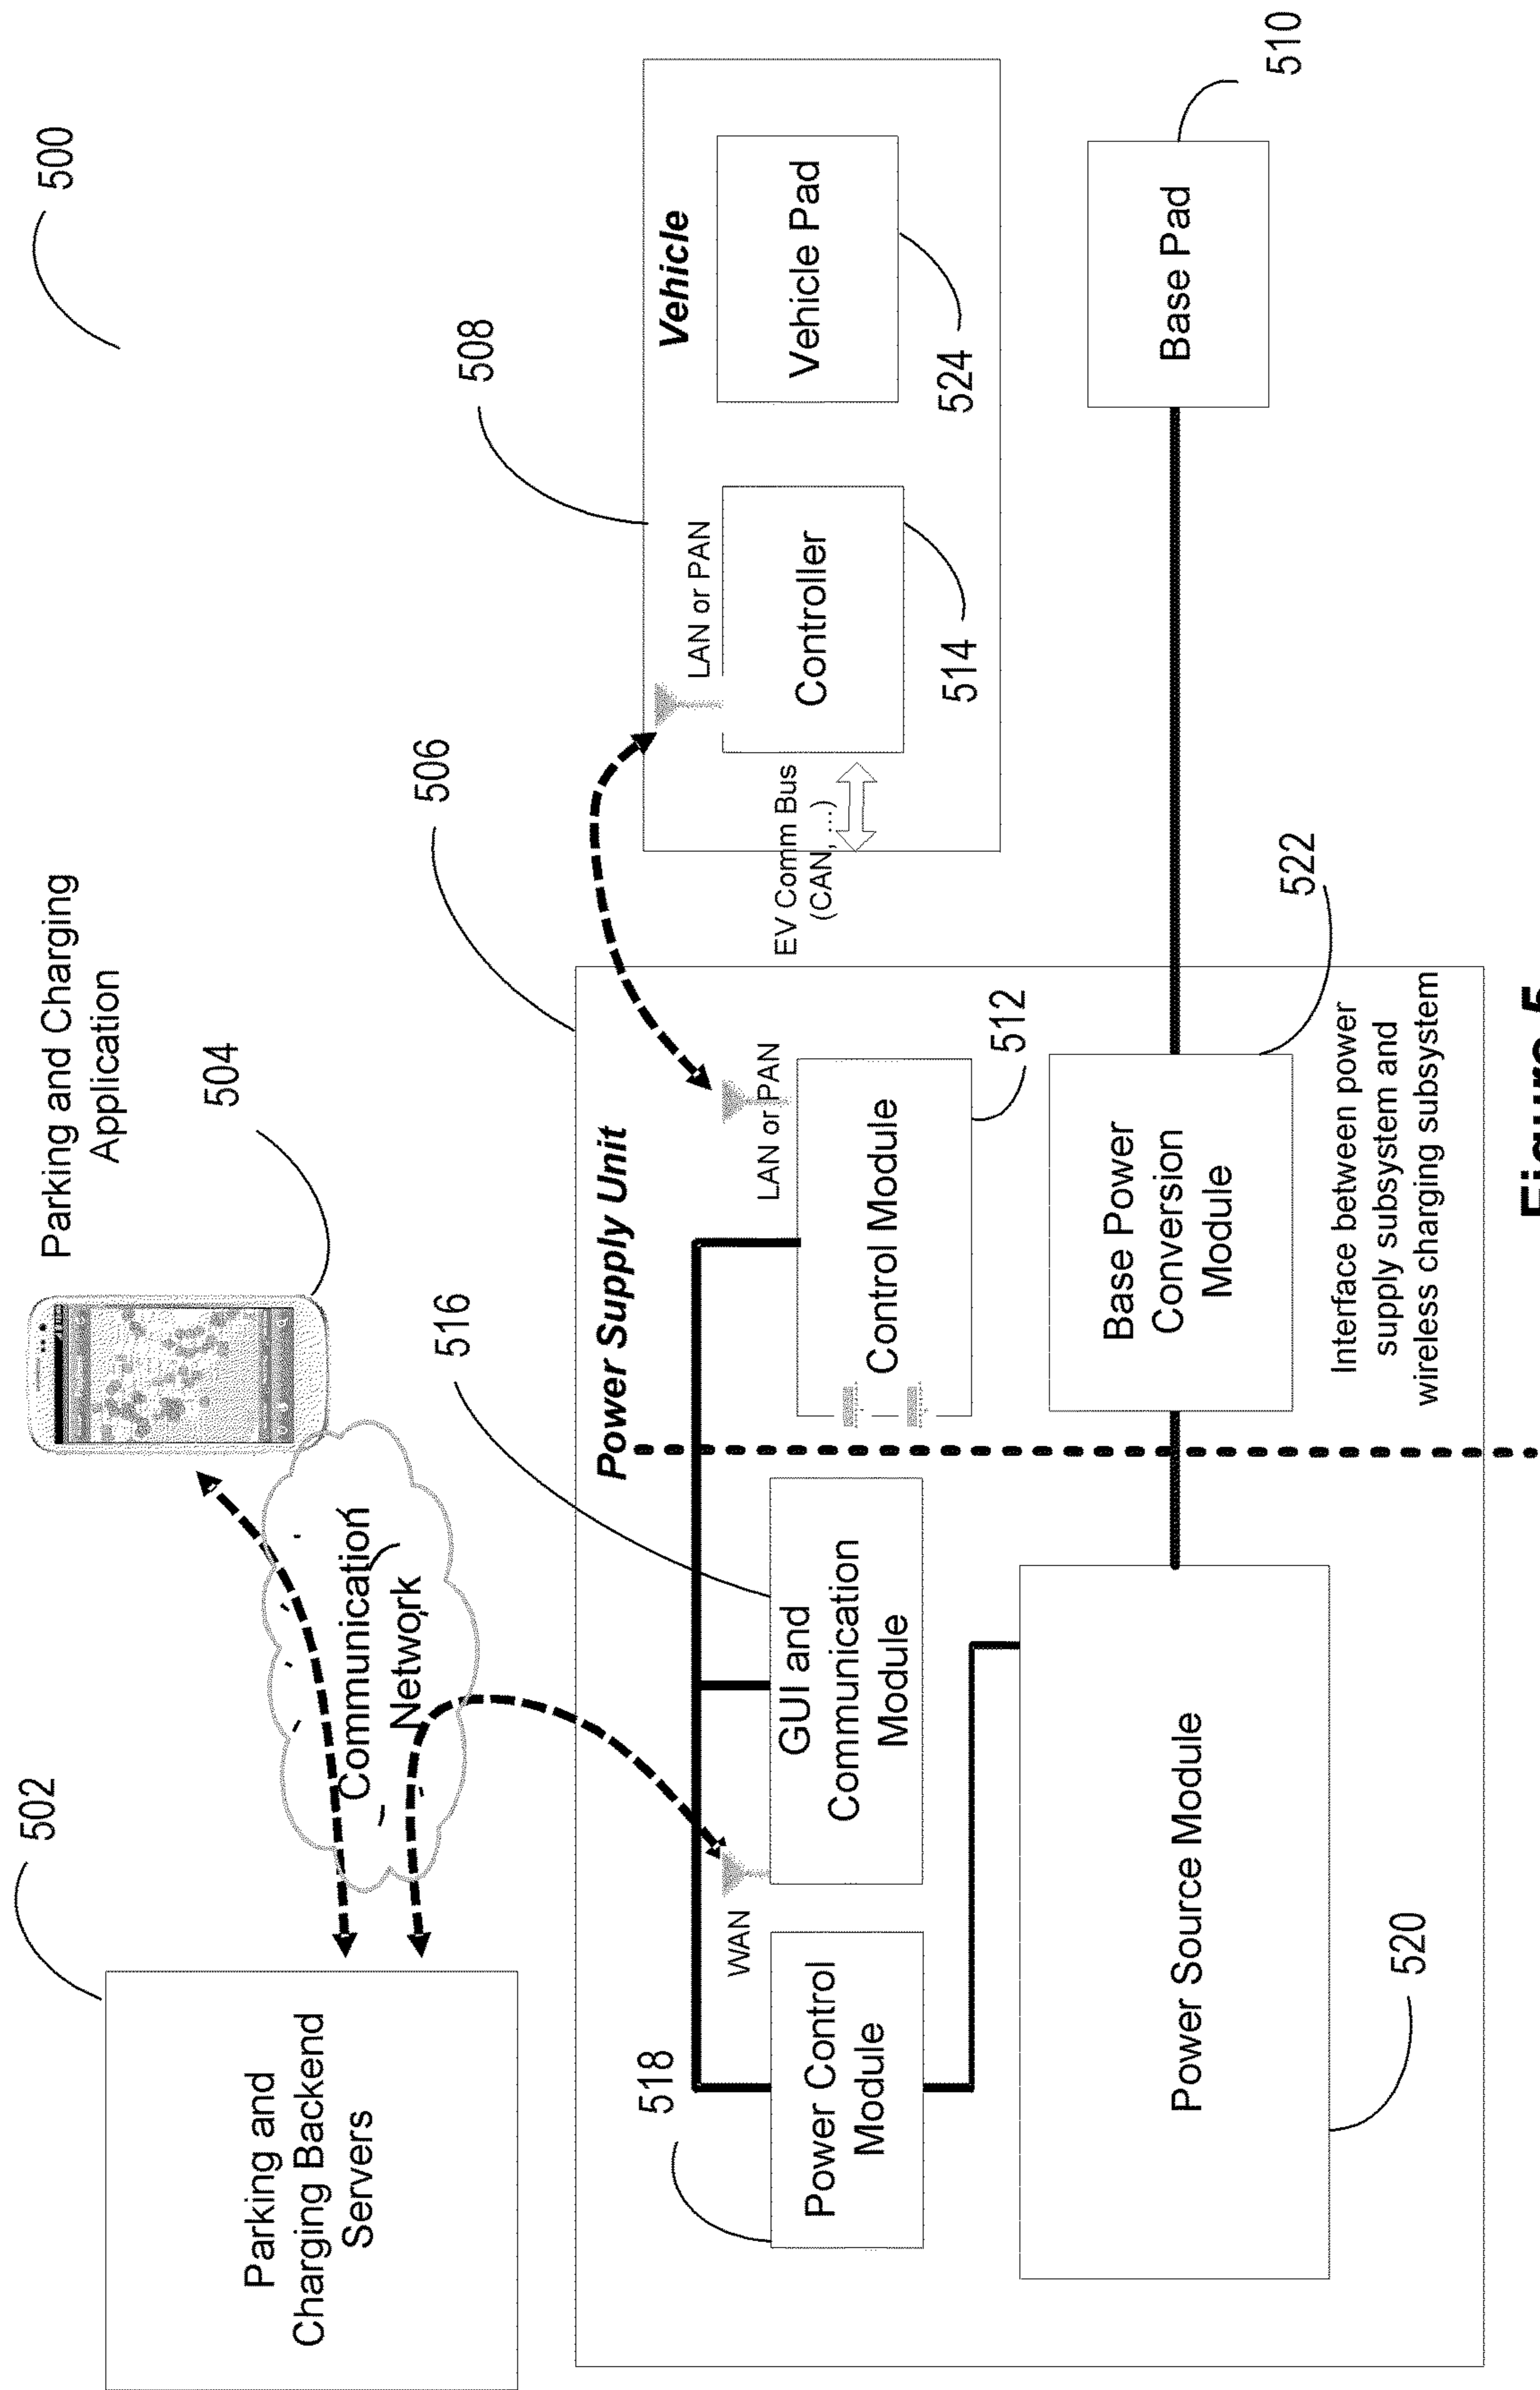 500
Parking and Charging
Application
504
502
Parking and
Charging Backend
Servers
Communication
Network
516
506
508
Vehicle
LAN or PAN
Controller
514
Vehicle Pad
524
EV Comm Bus
(CAN, ...)
Power Supply Unit
518
WAN
Power Control
Module
GUI and
Communication
Module
LAN or PAN
Control Module
512
Power Source Module
520
Base Power
Conversion
Module
522
Base Pad
510
Interface between power
supply subsystem and
wireless charging subsystem
Figure 5